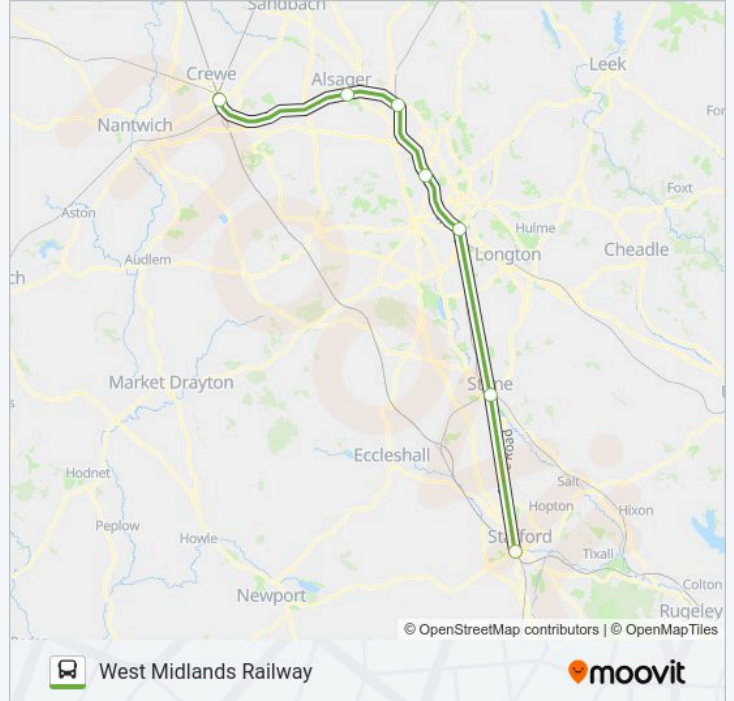 Sandbach
Crewe
Alsager
Leek
Nantwich
Foxt
Aston
Hulme
Longton
Cheadle
Audlem
Market Drayton
Stone
Road
Eccleshall
Hodnet
Salt
Hopton
Hixon
Peplow
Howle
Stafford
Tixall
Colton
Newport
Rugeley
© OpenStreetMap contributors | © OpenMapTiles
West Midlands Railway
moovit